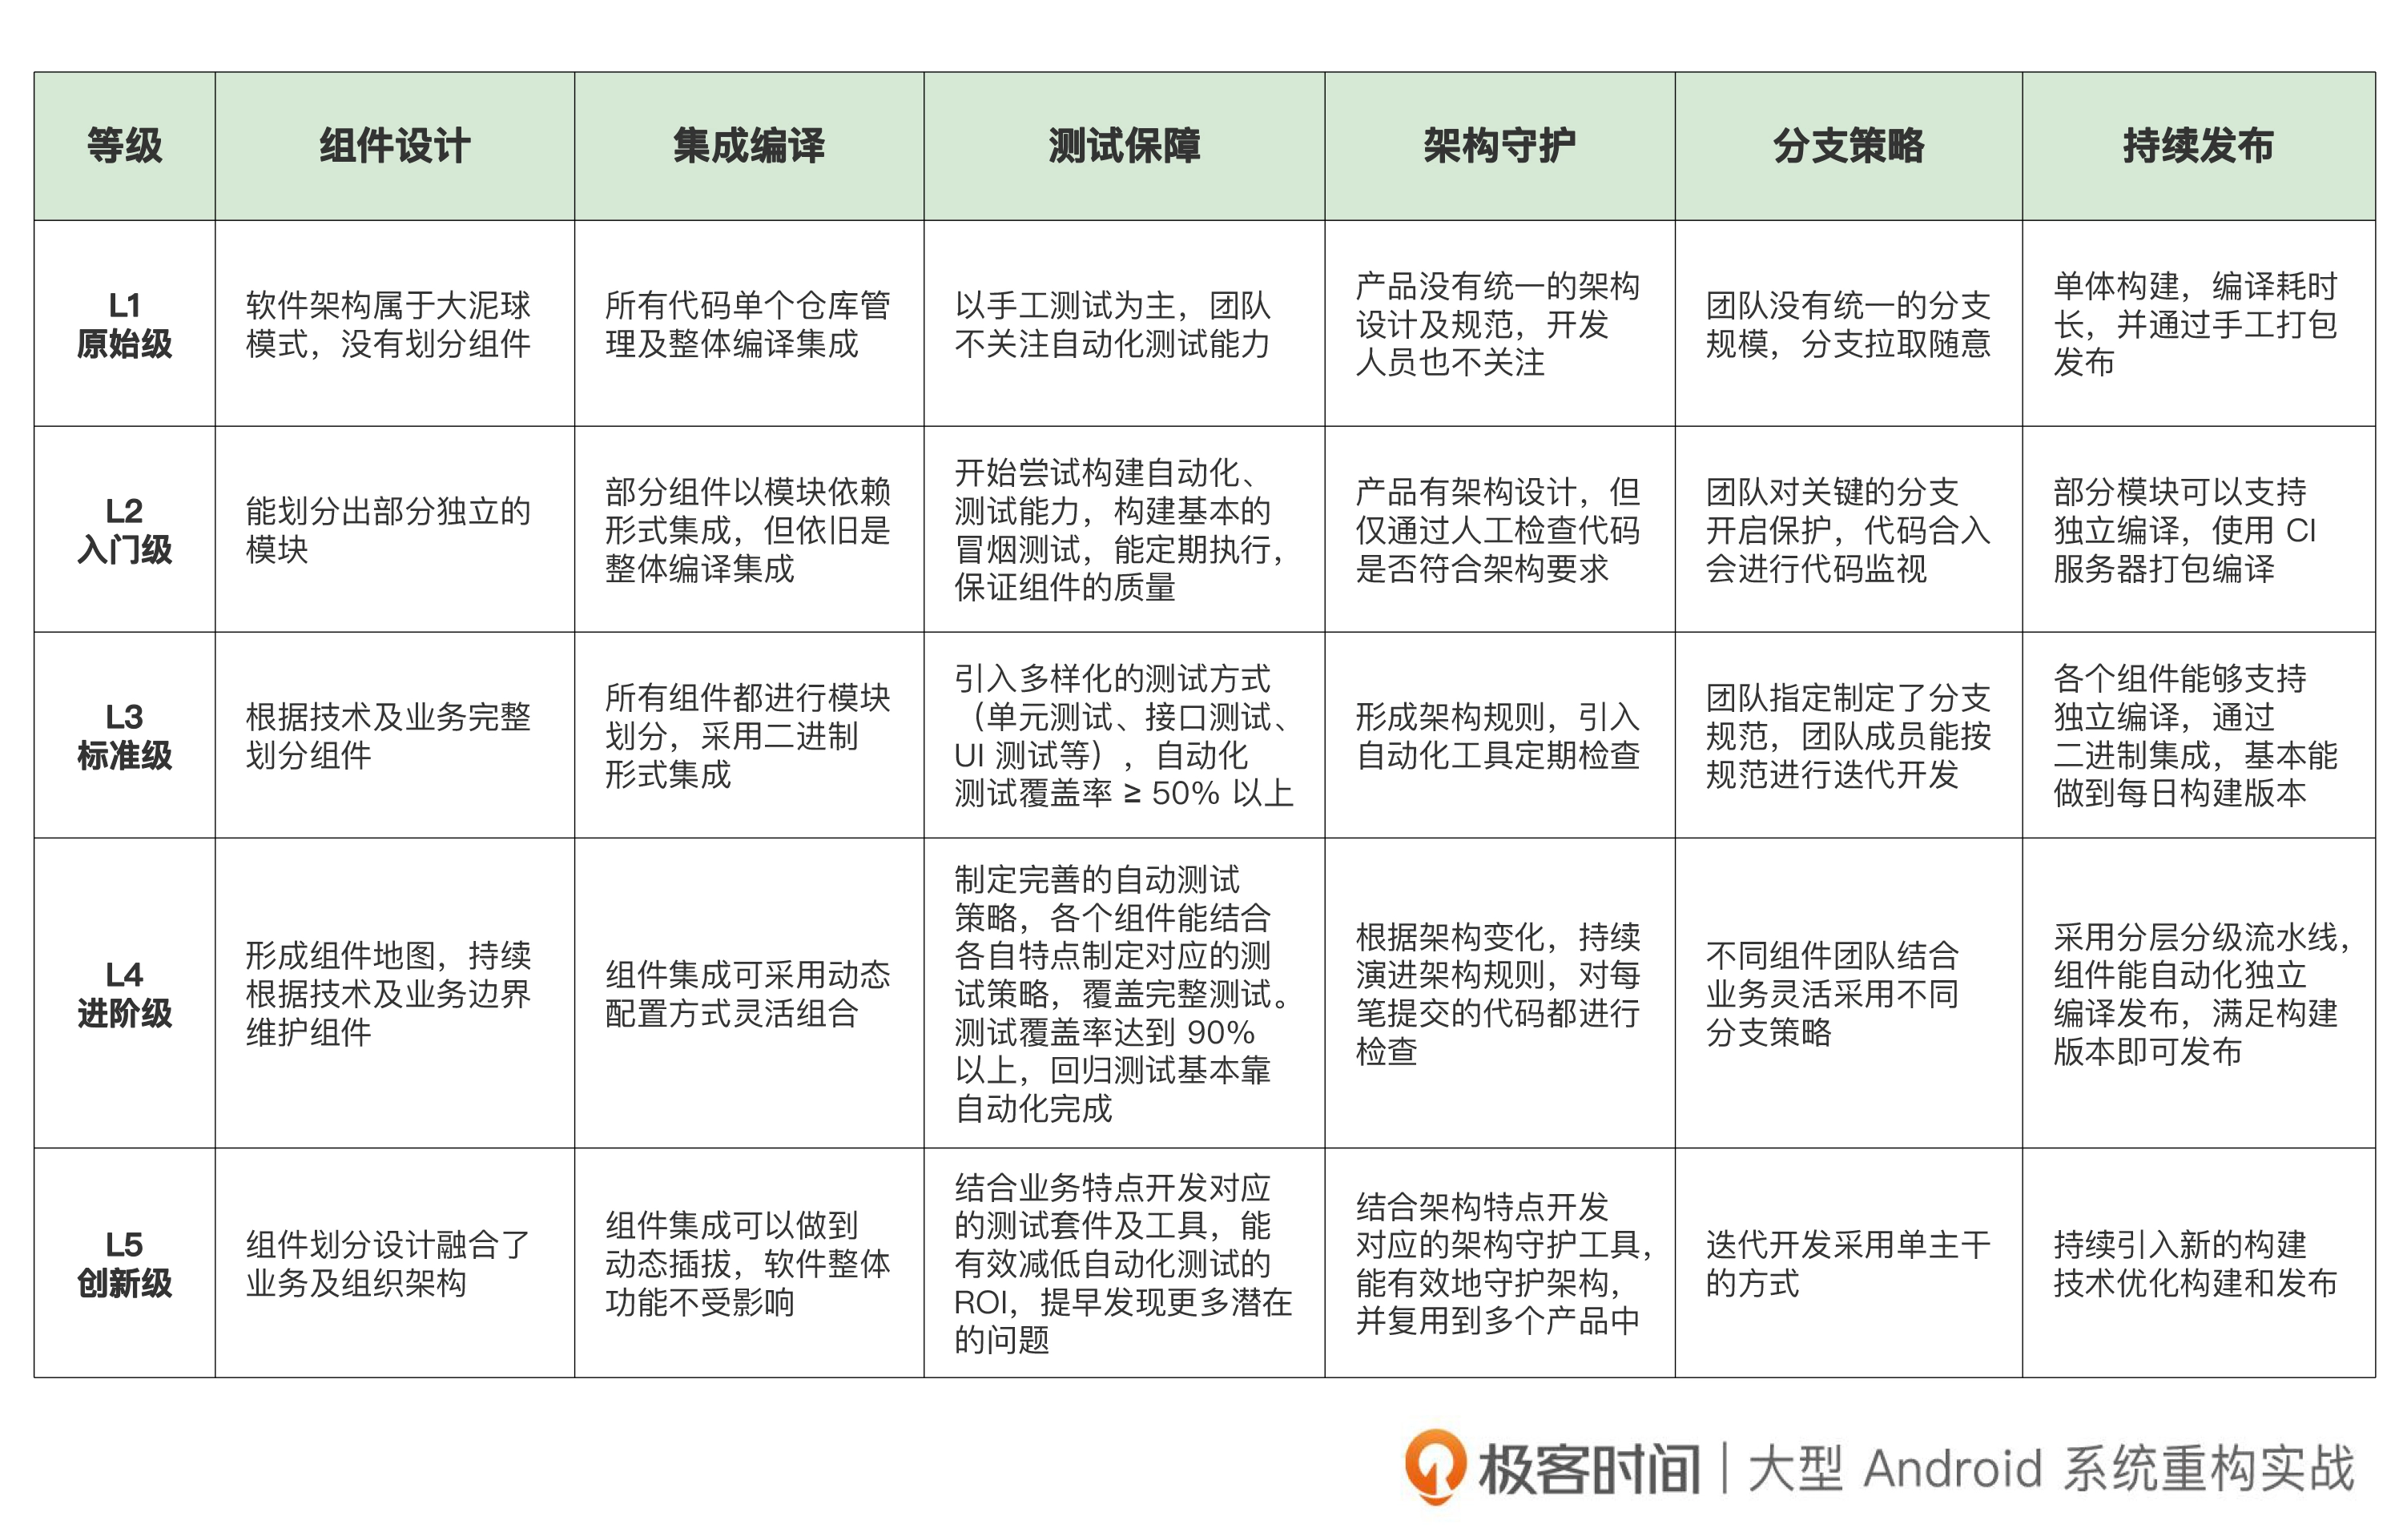 等级
组件设计
集成编译
测试保障
架构守护
分支策略
持续发布
L1
原始级
软件架构属于大泥球
模式，没有划分组件
所有代码单个仓库管
理及整体编译集成
以手工测试为主，团队
不关注自动化测试能力
产品没有统一的架构
设计及规范，开发
人员也不关注
团队没有统一的分支
规模，分支拉取随意
单体构建，编译耗时
长，并通过手工打包
发布
L2
入门级
能划分出部分独立的
模块
部分组件以模块依赖
形式集成，但依旧是
整体编译集成
开始尝试构建自动化、
测试能力，构建基本的
冒烟测试，能定期执行，
保证组件的质量
产品有架构设计，但
仅通过人工检查代码
是否符合架构要求
团队对关键的分支
开启保护，代码合入
会进行代码监视
部分模块可以支持
独立编译，使用 CI
服务器打包编译
L3
标准级
根据技术及业务完整
划分组件
所有组件都进行模块
划分，采用二进制
形式集成
引入多样化的测试方式
（单元测试、接口测试、
UI 测试等），自动化
测试覆盖率 ≥ 50% 以上
形成架构规则，引入
自动化工具定期检查
团队指定制定了分支
规范，团队成员能按
规范进行迭代开发
各个组件能够支持
独立编译，通过
二进制集成，基本能
做到每日构建版本
L4
进阶级
形成组件地图，持续
根据技术及业务边界
维护组件
组件集成可采用动态
配置方式灵活组合
制定完善的自动测试
策略，各个组件能结合
各自特点制定对应的测
试策略，覆盖完整测试。
测试覆盖率达到 90%
以上，回归测试基本靠
自动化完成
根据架构变化，持续
演进架构规则，对每
笔提交的代码都进行
检查
不同组件团队结合
业务灵活采用不同
分支策略
采用分层分级流水线，
组件能自动化独立
编译发布，满足构建
版本即可发布
L5
创新级
组件划分设计融合了
业务及组织架构
组件集成可以做到
动态插拔，软件整体
功能不受影响
结合业务特点开发对应
的测试套件及工具，能
有效减低自动化测试的
ROI，提早发现更多潜在
的问题
结合架构特点开发
对应的架构守护工具，
能有效地守护架构，
并复用到多个产品中
迭代开发采用单主干
的方式
持续引入新的构建
技术优化构建和发布
极客时间 | 大型 Android 系统重构实战